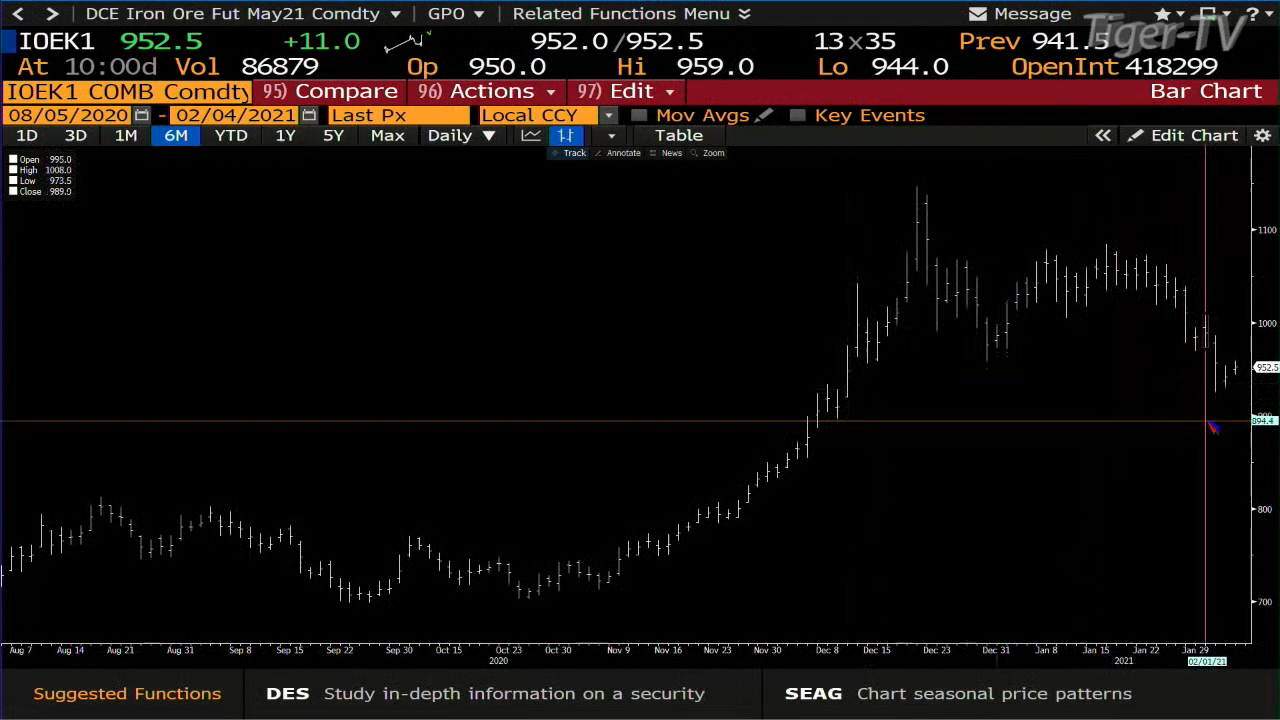 DCE Iron Ore Fut May21 Comdty GPO Related Functions Menu Message ?
Tiger-TV
IOEK1 952.5 +11.0 952.0/952.5 13×35 Prev 941.5
At 10:00d Vol 86879 Op 950.0 Hi 959.0 Lo 944.0 OpenInt 418299
IOEK1 COMB Comdty 95) Compare 96) Actions 97) Edit Bar Chart
08/05/2020 - 02/04/2021 Last Px Local CCY Mov Avgs Key Events
1D 3D 1M 6M YTD 1Y 5Y Max Daily Table Edit Chart
Track Annotate News Zoom
Open 995.0
High 1008.0
Low 973.5
Close 989.0
1100
1000
952.5
900
894.4
800
700
Aug 7 Aug 14 Aug 21 Aug 31 Sep 8 Sep 15 Sep 22 Sep 30 Oct 15 Oct 23 Oct 30 Nov 9 Nov 16 Nov 23 Nov 30 Dec 8 Dec 15 Dec 23 Dec 31 Jan 8 Jan 15 Jan 22 Jan 29
2020 2021 02/01/21
Suggested Functions DES Study in-depth information on a security SEAG Chart seasonal price patterns